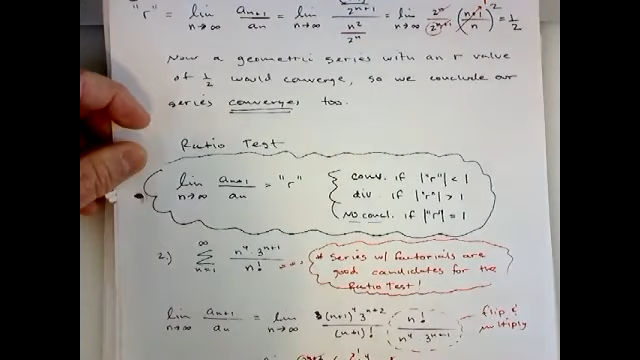 "r" = lim n→∞ a_{n+1}/a_n = lim n→∞ 2^{n+1} / n²/2^n = lim n→∞ 2^n/2^{n+1} ((n+1)/n)² = 1/2
Now a geometric series with an r value
of 1/2 would converge, so we conclude our
series converges too.
Ratio Test
lim n→∞ a_{n+1}/a_n = "r" { conv. if |"r"| < 1
div. if |"r"| > 1
No concl. if |"r"| = 1
2) ∞ Σ n=1 n⁴·3^{n+1}/n! ...
* Series w/ Factorials are
good candidates for the
Ratio Test!
lim n→∞ a_{n+1}/a_n = lim n→∞ (n+1)⁴ 3^{n+2}/(n+1)! n!/(n⁴ 3^{n+1}) flip &
multiply